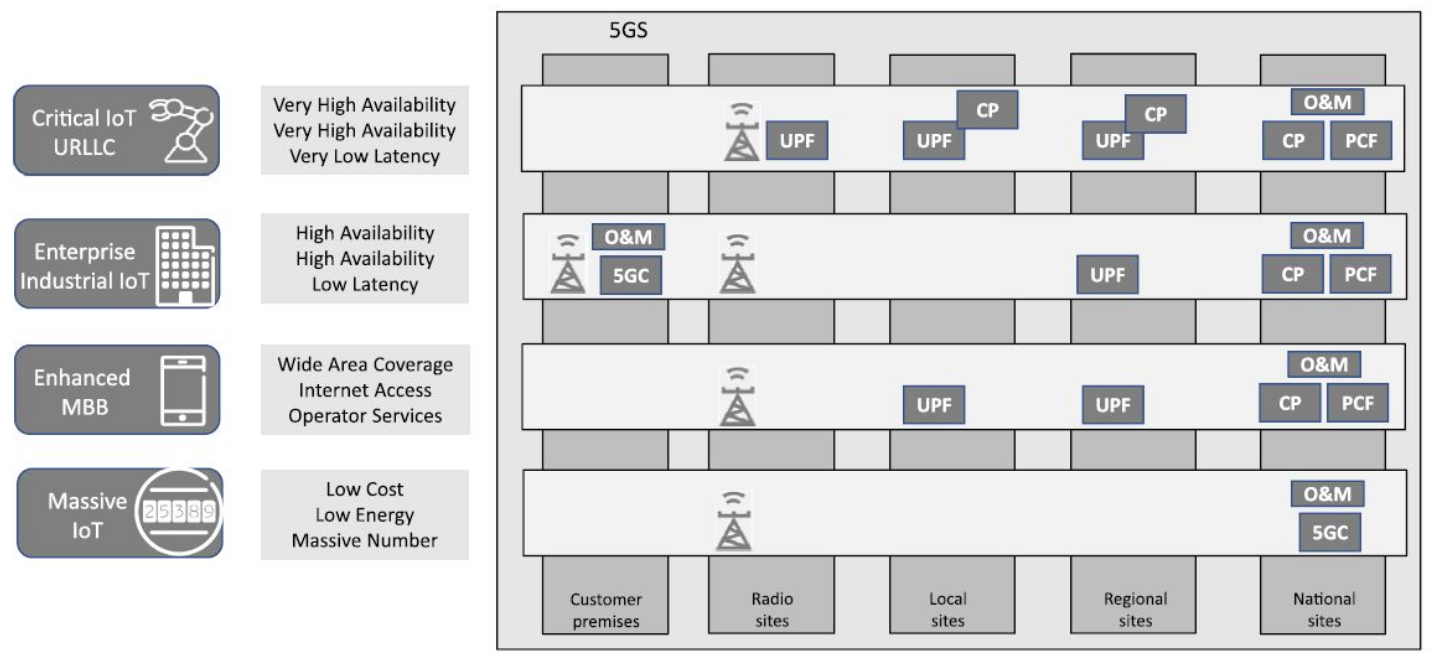 5GS
Critical IoT
URLLC
Very High Availability
Very High Availability
Very Low Latency
UPF
UPF
CP
UPF
CP
O&M
CP
PCF
Enterprise
Industrial IoT
High Availability
High Availability
Low Latency
O&M
5GC
UPF
O&M
CP
PCF
Enhanced
MBB
Wide Area Coverage
Internet Access
Operator Services
UPF
UPF
O&M
CP
PCF
Massive
IoT
25389
Low Cost
Low Energy
Massive Number
O&M
5GC
Customer
premises
Radio
sites
Local
sites
Regional
sites
National
sites